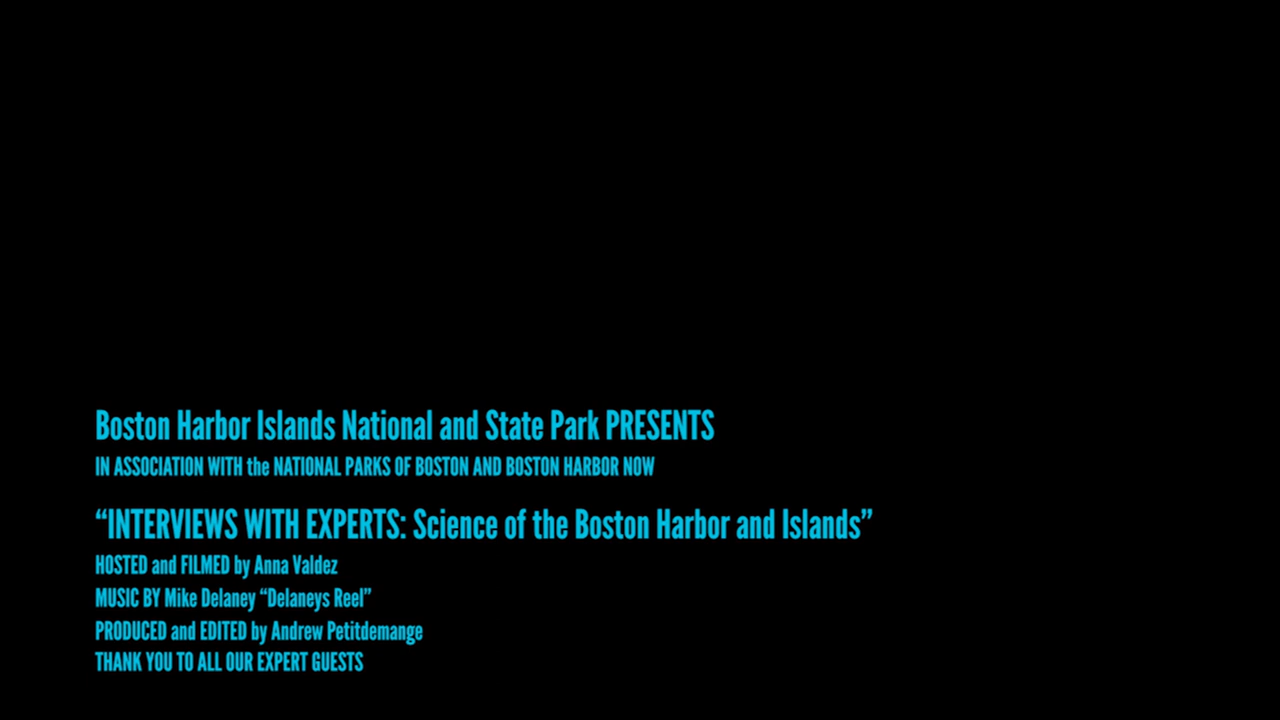 Boston Harbor Islands National and State Park PRESENTS
IN ASSOCIATION WITH the NATIONAL PARKS OF BOSTON AND BOSTON HARBOR NOW
“INTERVIEWS WITH EXPERTS: Science of the Boston Harbor and Islands”
HOSTED and FILMED by Anna Valdez
MUSIC BY Mike Delaney “Delaneys Reel”
PRODUCED and EDITED by Andrew Petitdemange
THANK YOU TO ALL OUR EXPERT GUESTS